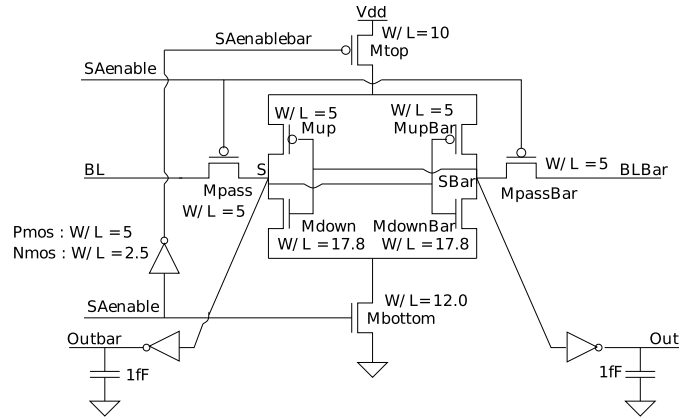 Vdd
W/L=10
SAenablebar
Mtop
SAenable
W/L=5
W/L=5
Mup
MupBar
W/L=5
BL
S
SBar
BLBar
Mpass
MpassBar
W/L=5
Mdown
MdownBar
Pmos : W/L=5
W/L=17.8
W/L=17.8
Nmos : W/L=2.5
SAenable
W/L=12.0
Mbottom
Outbar
Out
1fF
1fF